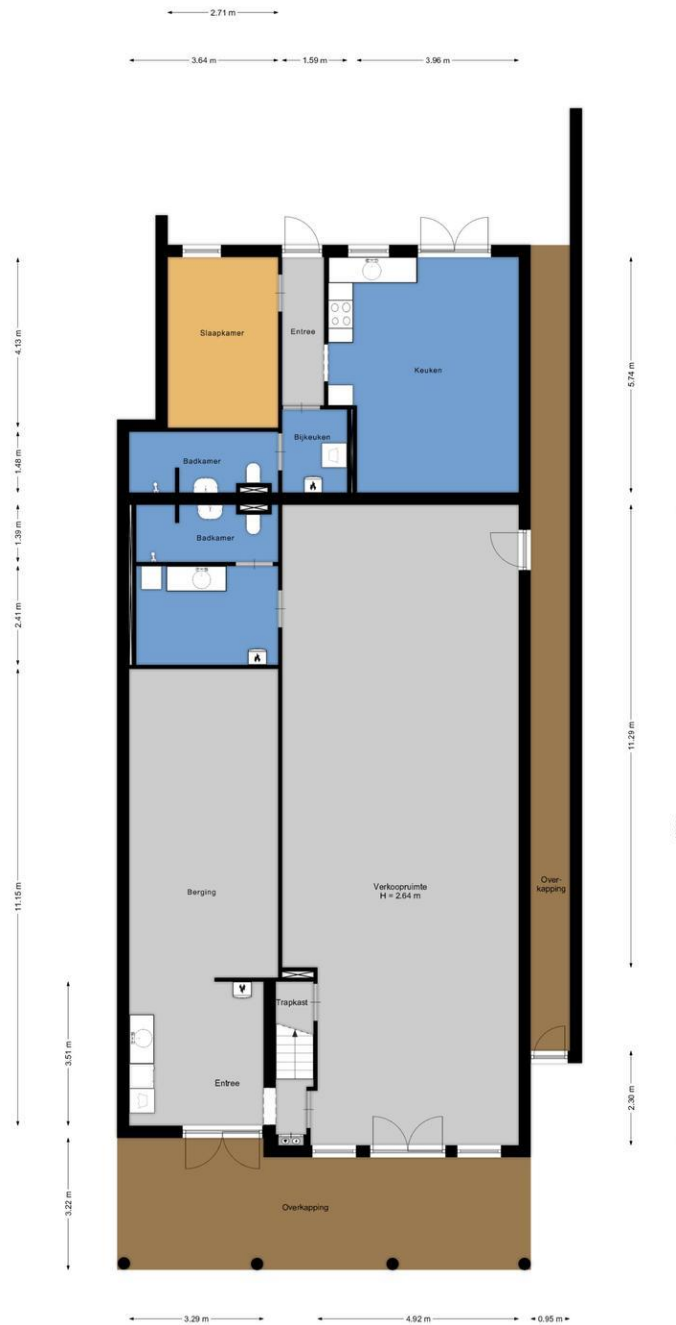 2.71 m
3.64 m
1.59 m
3.96 m
4.13 m
5.74 m
Slaapkamer
Entree
Keuken
Bijkeuken
1.48 m
Badkamer
1.39 m
Badkamer
2.41 m
11.29 m
11.15 m
Berging
Verkoopruimte
H = 2.64 m
Over-
kapping
Trapkast
3.51 m
Entree
2.30 m
3.22 m
Overkapping
3.29 m
4.92 m
0.95 m